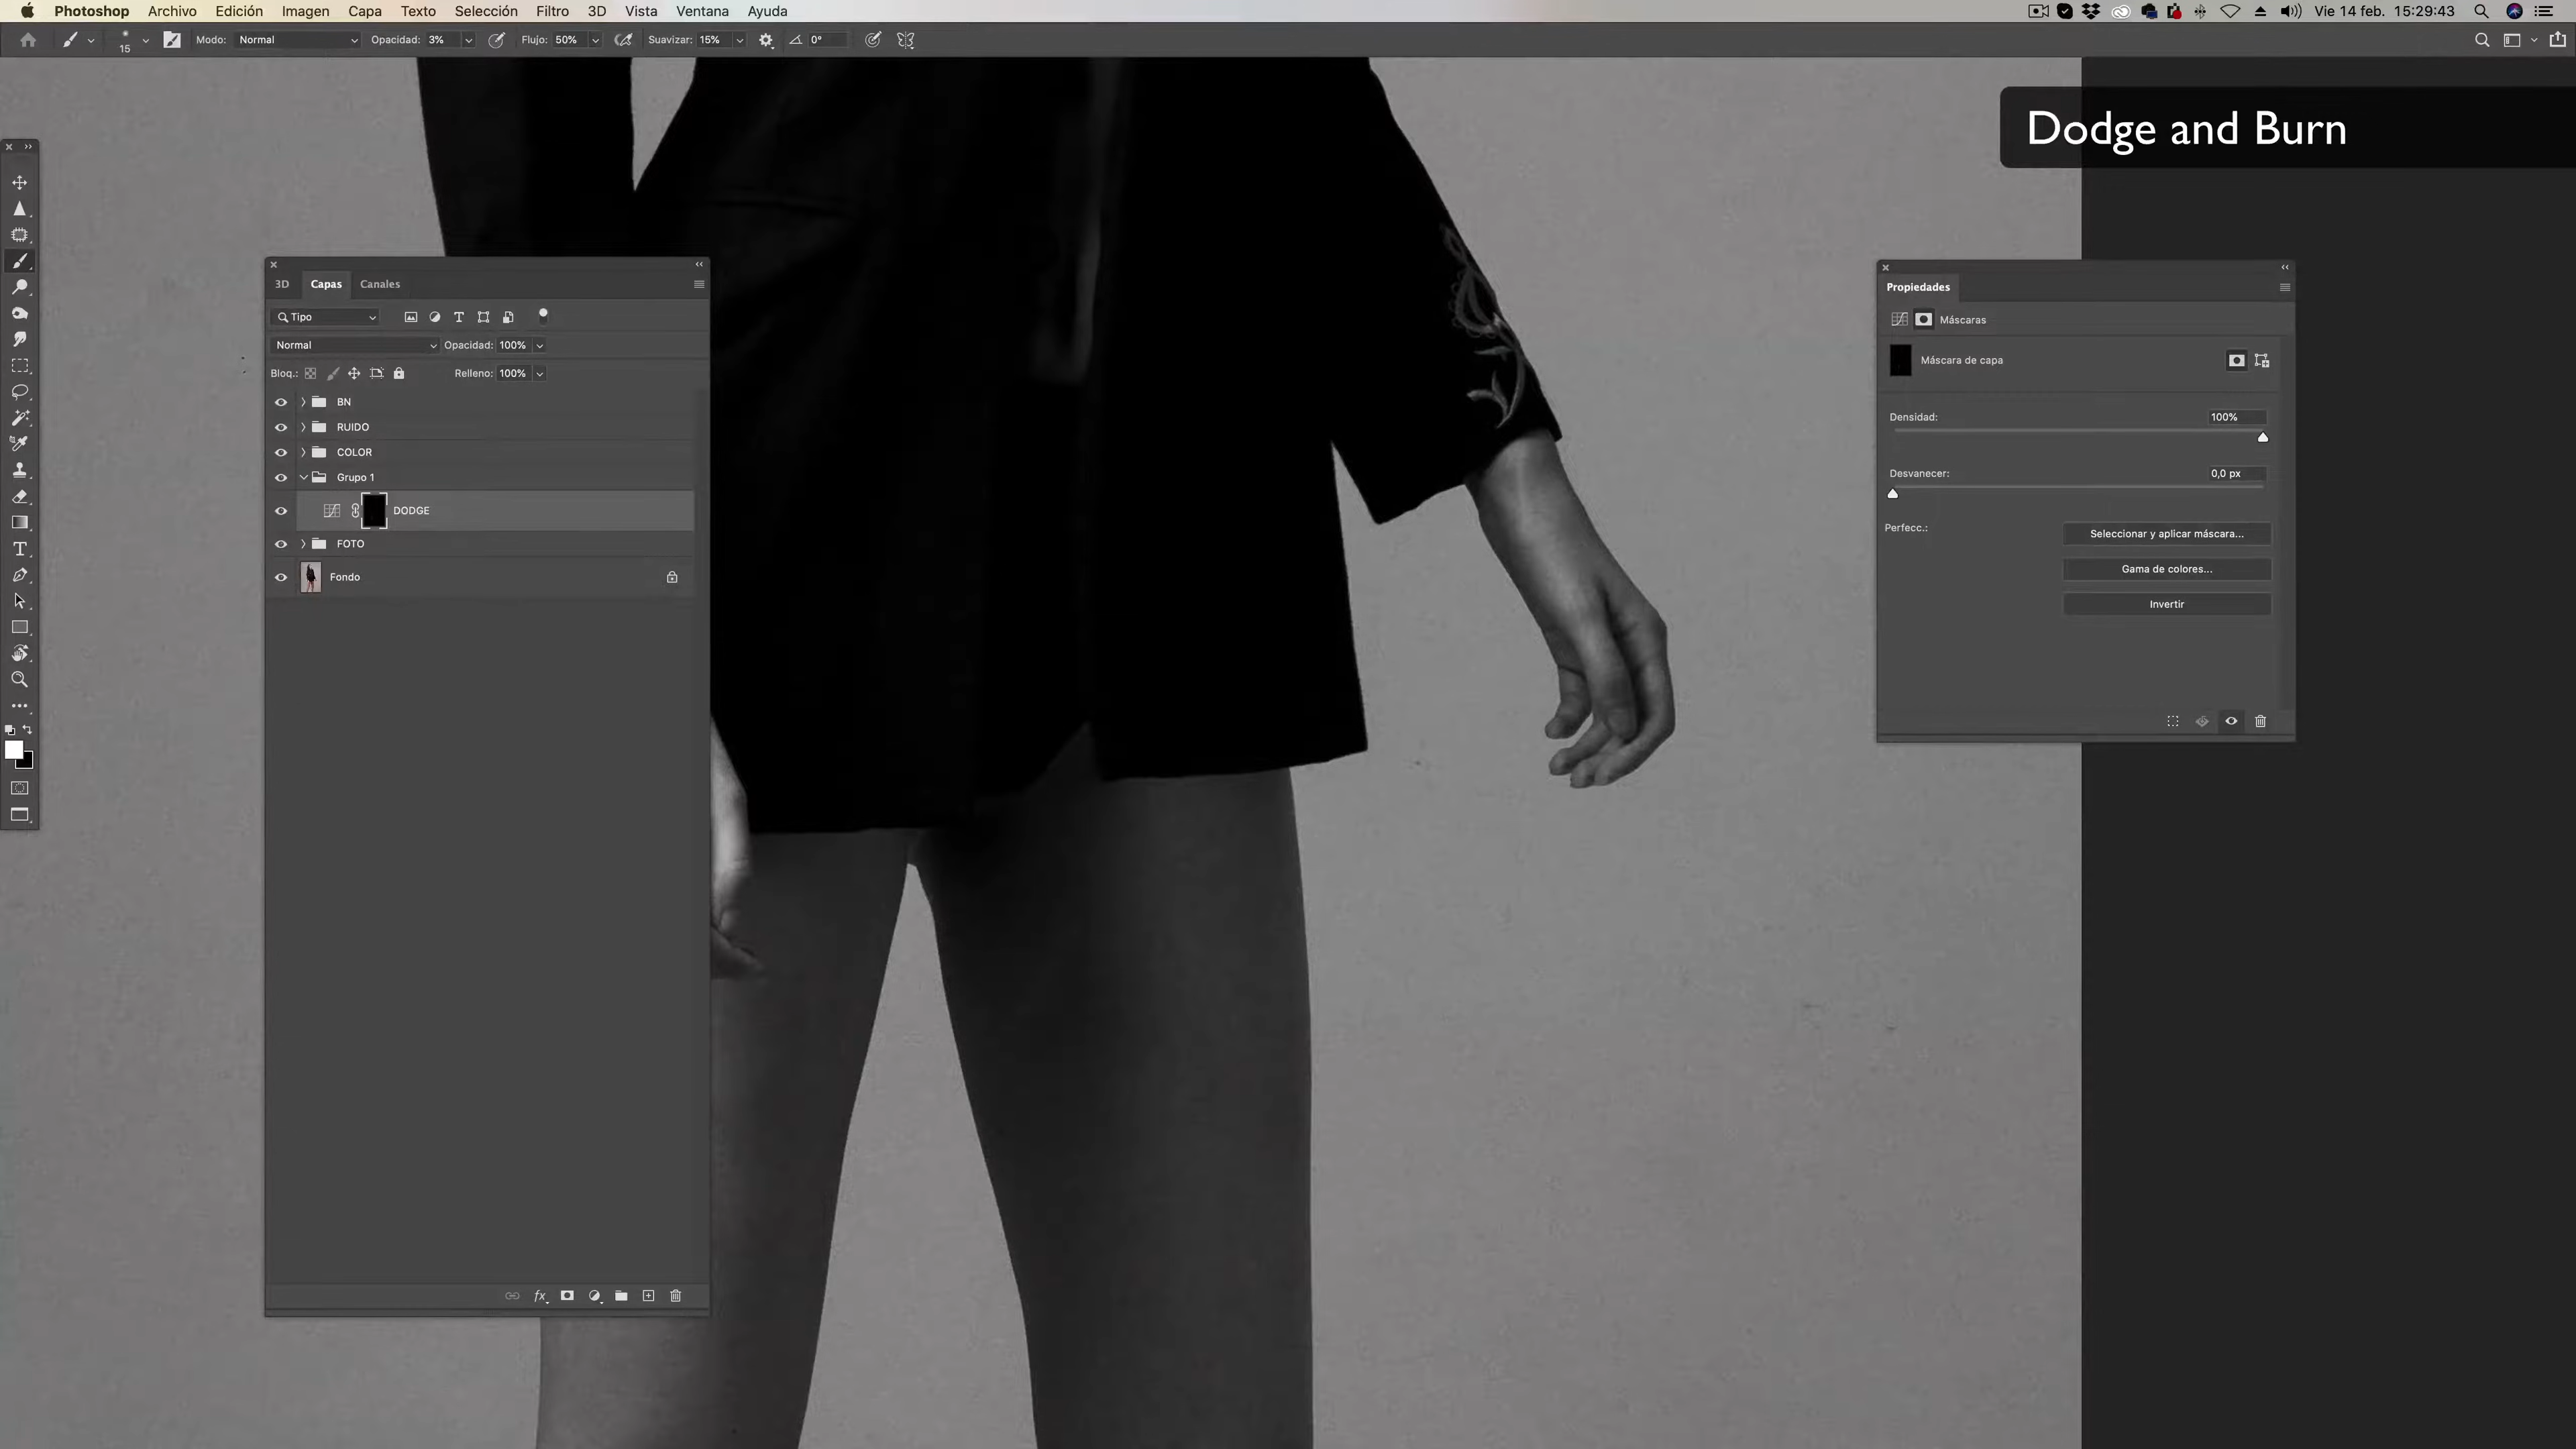 Photoshop Archivo Edición Imagen Capa Texto Selección Filtro 3D Vista Ventana Ayuda Vie 14 feb. 15:29:43
15 Modo: Normal Opacidad: 3% Flujo: 50% Suavizar: 15% 0°
Dodge and Burn
3D Capas Canales
Tipo
Normal Opacidad: 100%
Bloq.: Relleno: 100%
BN
RUIDO
COLOR
Grupo 1
DODGE
FOTO
Fondo
fx
Propiedades
Máscaras
Máscara de capa
Densidad: 100%
Desvanecer: 0,0 px
Perfecc.: Seleccionar y aplicar máscara...
Gama de colores...
Invertir